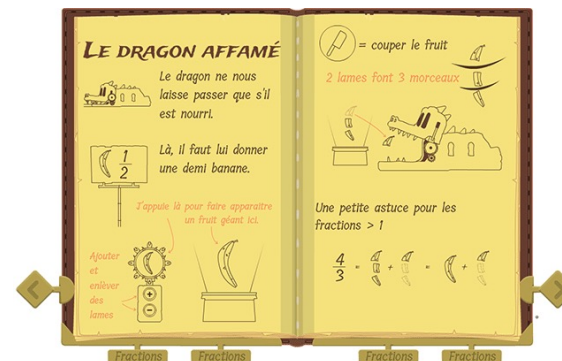 LE DRAGON AFFAMÉ
Le dragon ne nous
laisse passer que s'il
est nourri.
1
2
Là, il faut lui donner
une demi banane.
J'appuie là pour faire apparaitre
un fruit géant ici.
Ajouter
et
enlever
des
lames
+
−
= couper le fruit
2 lames font 3 morceaux
Une petite astuce pour les
fractions > 1
4
3
= + = +
Fractions
Fractions
Fractions
Fractions